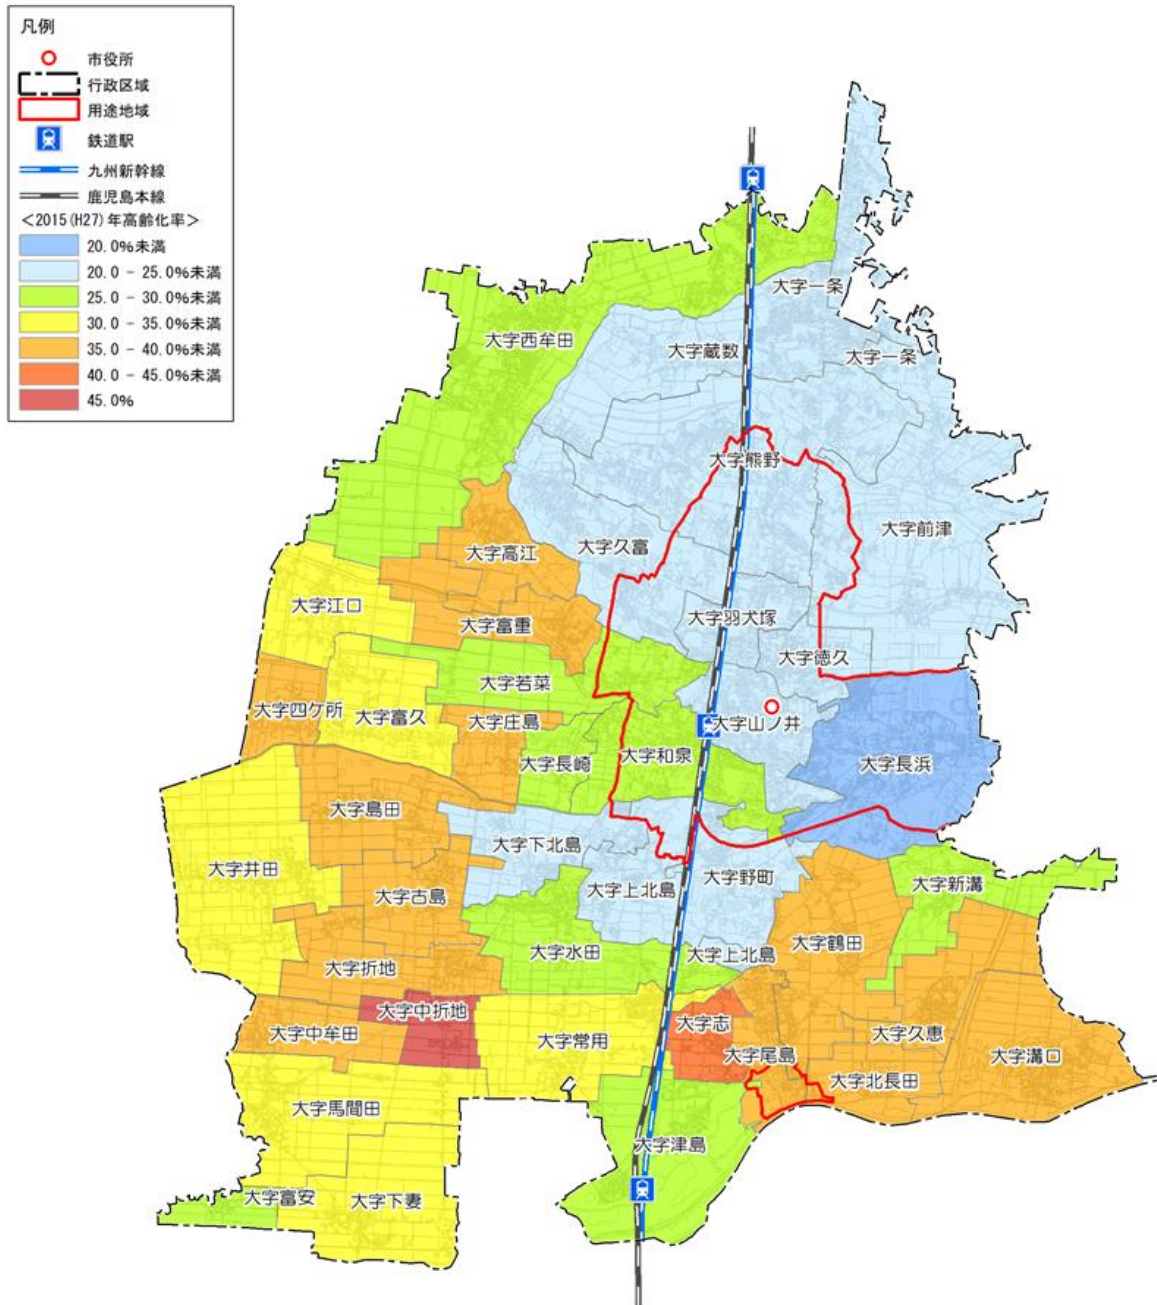 凡例
市役所
行政区域
用途地域
鉄道駅
九州新幹線
鹿児島本線
＜2015(H27)年高齢化率＞
20.0%未満
20.0 - 25.0%未満
25.0 - 30.0%未満
30.0 - 35.0%未満
35.0 - 40.0%未満
40.0 - 45.0%未満
45.0%
大字一条
大字西牟田
大字蔵数
大字一条
大字熊野
大字前津
大字久富
大字高江
大字江口
大字富重
大字羽犬塚
大字徳久
大字若菜
大字四ケ所
大字富久
大字庄島
大字山ノ井
大字長崎
大字和泉
大字長浜
大字島田
大字下北島
大字井田
大字古島
大字上北島
大字野町
大字新溝
大字水田
大字上北島
大字鶴田
大字折地
大字中折地
大字中牟田
大字常用
大字志
大字久恵
大字尾島
大字溝口
大字北長田
大字馬間田
大字津島
大字富安
大字下妻